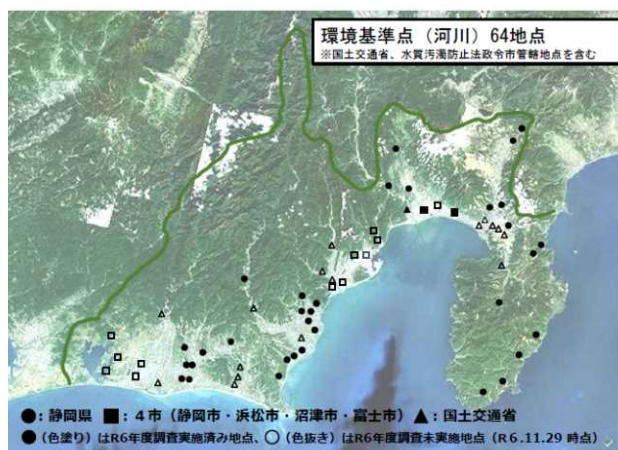 環境基準点（河川）64地点
※国土交通省、水質汚濁防止法政令市管轄地点を含む
●：静岡県 ■：４市（静岡市・浜松市・沼津市・富士市）▲：国土交通省
●（色塗り）はR6年度調査実施済み地点、○（色抜き）はR6年度調査未実施地点（R６.11.29 時点）